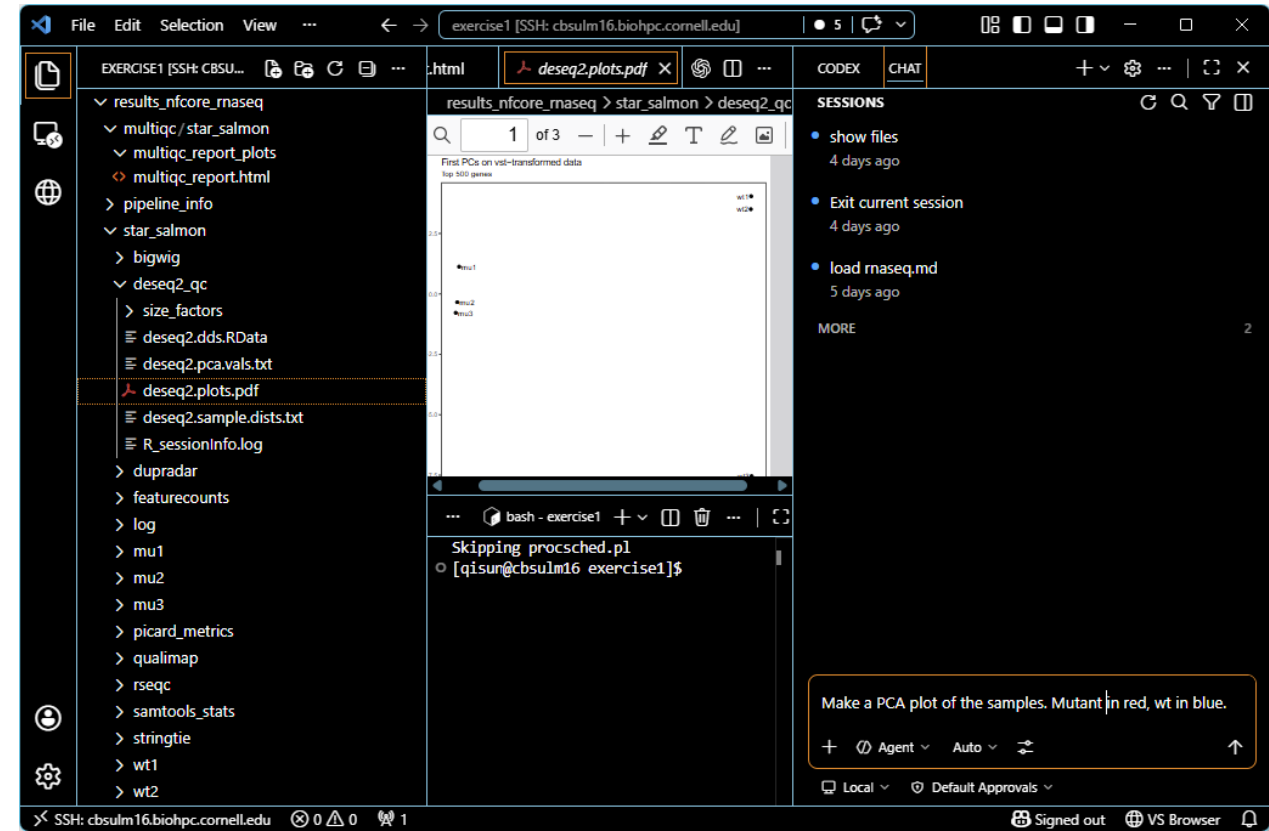 File Edit Selection View ··· exercise1 [SSH: cbsulm16.biohpc.cornell.edu] 5
EXERCISE1 [SSH: CBSU...
results_nfcore_rnaseq
multiqc/star_salmon
multiqc_report_plots
multiqc_report.html
pipeline_info
star_salmon
bigwig
deseq2_qc
size_factors
deseq2.dds.RData
deseq2.pca.vals.txt
deseq2.plots.pdf
deseq2.sample.dists.txt
R_sessionInfo.log
dupradar
featurecounts
log
mu1
mu2
mu3
picard_metrics
qualimap
rseqc
samtools_stats
stringtie
wt1
wt2
.html deseq2.plots.pdf
results_nfcore_rnaseq > star_salmon > deseq2_qc
1 of 3
First PCs on vst-transformed data
Top 500 genes
wt1
wt2
mu1
mu2
mu3
bash - exercise1
Skipping procsched.pl
[qisun@cbsulm16 exercise1]$
CODEX CHAT
SESSIONS
show files
4 days ago
Exit current session
4 days ago
load rnaseq.md
5 days ago
MORE 2
Make a PCA plot of the samples. Mutant in red, wt in blue.
Agent Auto
Local Default Approvals
SSH: cbsulm16.biohpc.cornell.edu 0 0 1 Signed out VS Browser